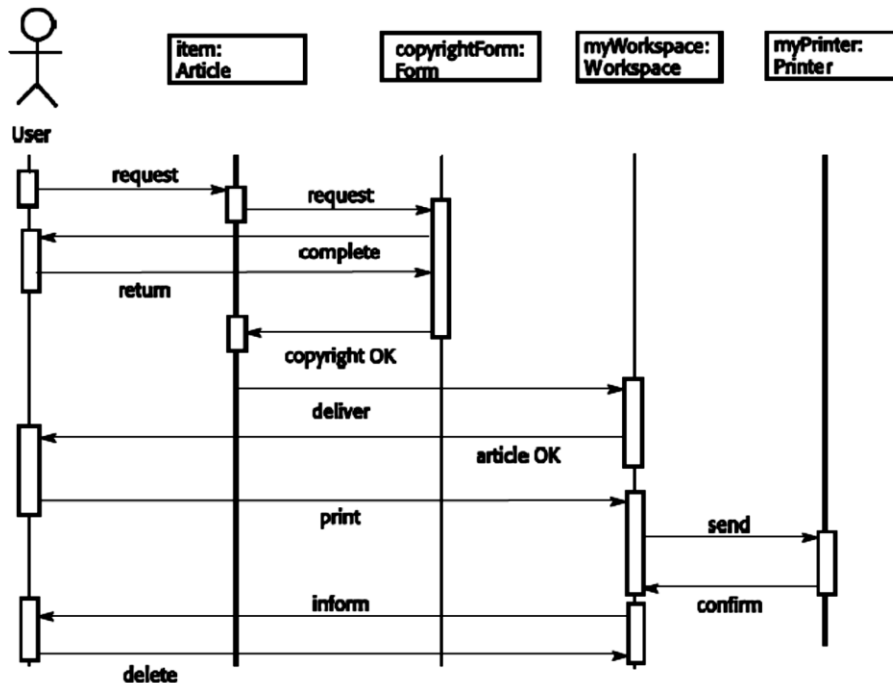 item:
Article
copyrightForm:
Form
myWorkspace:
Workspace
myPrinter:
Printer
User
request
request
complete
return
copyright OK
deliver
article OK
print
send
confirm
inform
delete